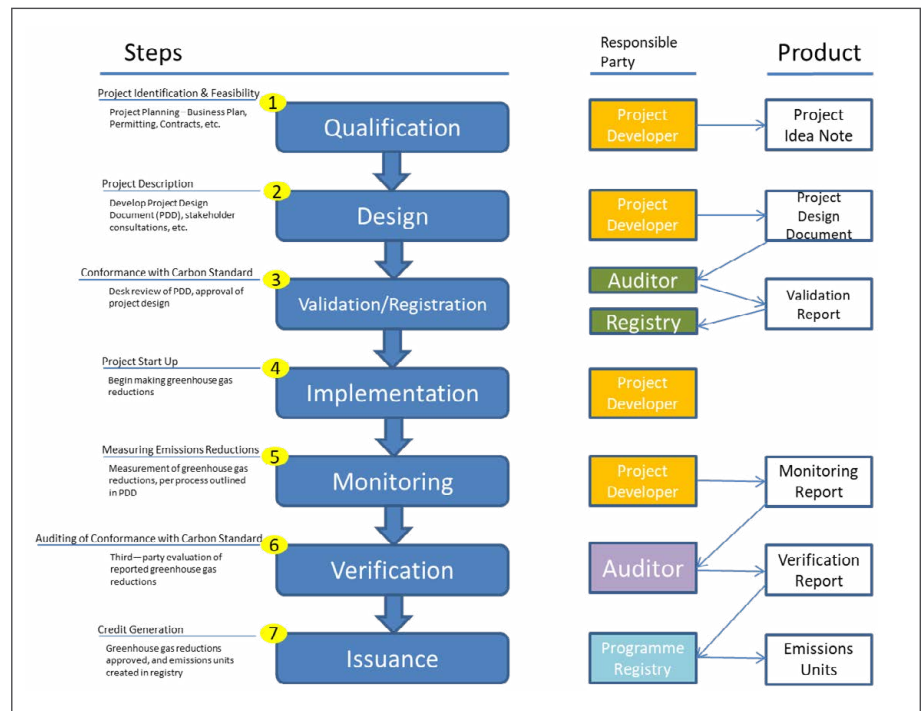 Steps
Responsible
Party
Product
Project Identification & Feasibility
Project Planning - Business Plan,
Permitting, Contracts, etc.
1
Qualification
Project
Developer
Project
Idea Note
Project Description
Develop Project Design
Document (PDD), stakeholder
consultations, etc.
2
Design
Project
Developer
Project
Design
Document
Conformance with Carbon Standard
Desk review of PDD, approval of
project design
3
Validation/Registration
Auditor
Registry
Validation
Report
Project Start Up
Begin making greenhouse gas
reductions
4
Implementation
Project
Developer
Measuring Emissions Reductions
Measurement of greenhouse gas
reductions, per process outlined
in PDD
5
Monitoring
Project
Developer
Monitoring
Report
Auditing of Conformance with Carbon Standard
Third—party evaluation of
reported greenhouse gas
reductions
6
Verification
Auditor
Verification
Report
Credit Generation
Greenhouse gas reductions
approved, and emissions units
created in registry
7
Issuance
Programme
Registry
Emissions
Units